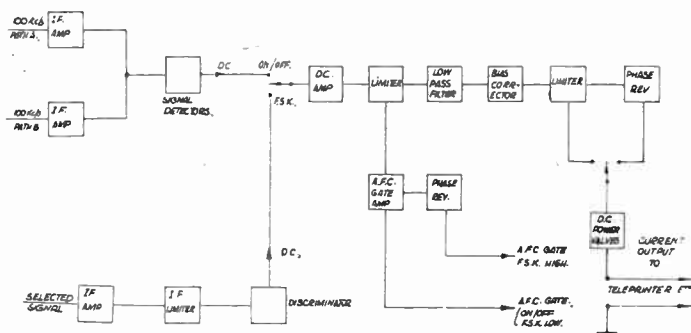 100 Kc/s
PATH A.
I.F.
AMP
100 Kc/s
PATH B
I.F.
AMP
SIGNAL
DETECTORS.
DC
ON/OFF.
F.S.K.
D.C.
AMP
LIMITER
LOW
PASS
FILTER
BIAS
CORR-
ECTOR
LIMITER
PHASE
REV
A.F.C.
GATE
AMP
PHASE
REV.
A.F.C. GATE
F.S.K. HIGH.
A.F.C. GATE.
ON/OFF
F.S.K. LOW.
D.C.
POWER
VALVES
CURRENT
OUTPUT
TO
TELEPRINTER ETC
D.C.
SELECTED
SIGNAL
I.F
AMP
I.F
LIMITER
DISCRIMINATOR